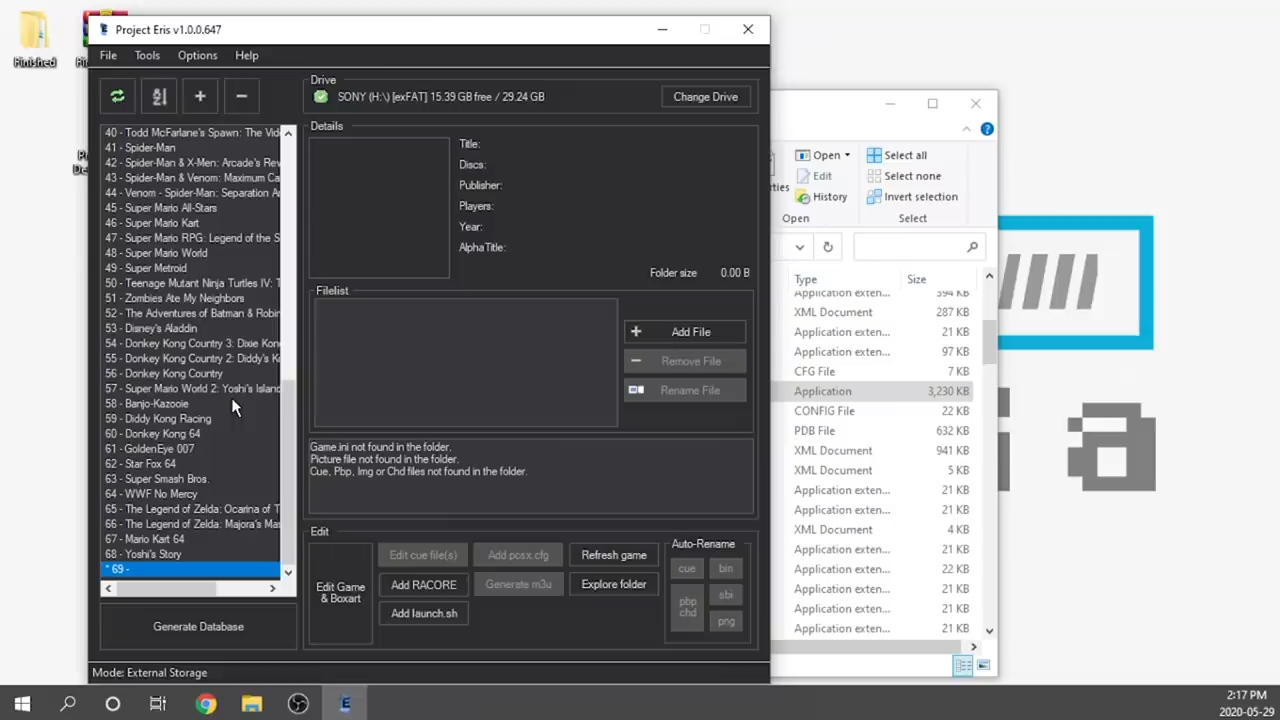 Finished
Project Eris v1.0.0.647
File Tools Options Help
Drive
SONY (H:\) [exFAT] 15.39 GB free / 29.24 GB
Change Drive
40 - Todd McFarlane's Spawn: The Vid
41 - Spider-Man
42 - Spider-Man & X-Men: Arcade's Rev
43 - Spider-Man & Venom: Maximum Ca
44 - Venom - Spider-Man: Separation A
45 - Super Mario All-Stars
46 - Super Mario Kart
47 - Super Mario RPG: Legend of the S
48 - Super Mario World
49 - Super Metroid
50 - Teenage Mutant Ninja Turtles IV: T
51 - Zombies Ate My Neighbors
52 - The Adventures of Batman & Robin
53 - Disney's Aladdin
54 - Donkey Kong Country 3: Dixie Kon
55 - Donkey Kong Country 2: Diddy's K
56 - Donkey Kong Country
57 - Super Mario World 2: Yoshi's Island
58 - Banjo-Kazooie
59 - Diddy Kong Racing
60 - Donkey Kong 64
61 - GoldenEye 007
62 - Star Fox 64
63 - Super Smash Bros.
64 - WWF No Mercy
65 - The Legend of Zelda: Ocarina of T
66 - The Legend of Zelda: Majora's Mas
67 - Mario Kart 64
68 - Yoshi's Story
* 69 -
Generate Database
Mode: External Storage
Details
Title:
Discs:
Publisher:
Players:
Year:
AlphaTitle:
Folder size 0.00 B
Filelist
Add File
Remove File
Rename File
Game.ini not found in the folder.
Picture file not found in the folder.
Cue, Pbp, Img or Chd files not found in the folder.
Edit
Edit Game
& Boxart
Edit cue file(s) Add pcsx.cfg Refresh game
Add RACORE Generate m3u Explore folder
Add launch.sh
Auto-Rename
cue bin
pbp
chd
sbi
png
Open Select all
Edit Select none
History Invert selection
Open Select
Type Size
Application exten... 394 KB
XML Document 287 KB
Application exten... 21 KB
Application exten... 97 KB
CFG File 7 KB
Application 3,230 KB
CONFIG File 22 KB
PDB File 632 KB
XML Document 941 KB
XML Document 5 KB
Application exten... 21 KB
Application exten... 21 KB
XML Document 4 KB
Application exten... 22 KB
Application exten... 22 KB
Application exten... 21 KB
Application exten... 21 KB
Application exten... 21 KB
a
2:17 PM
2020-05-29